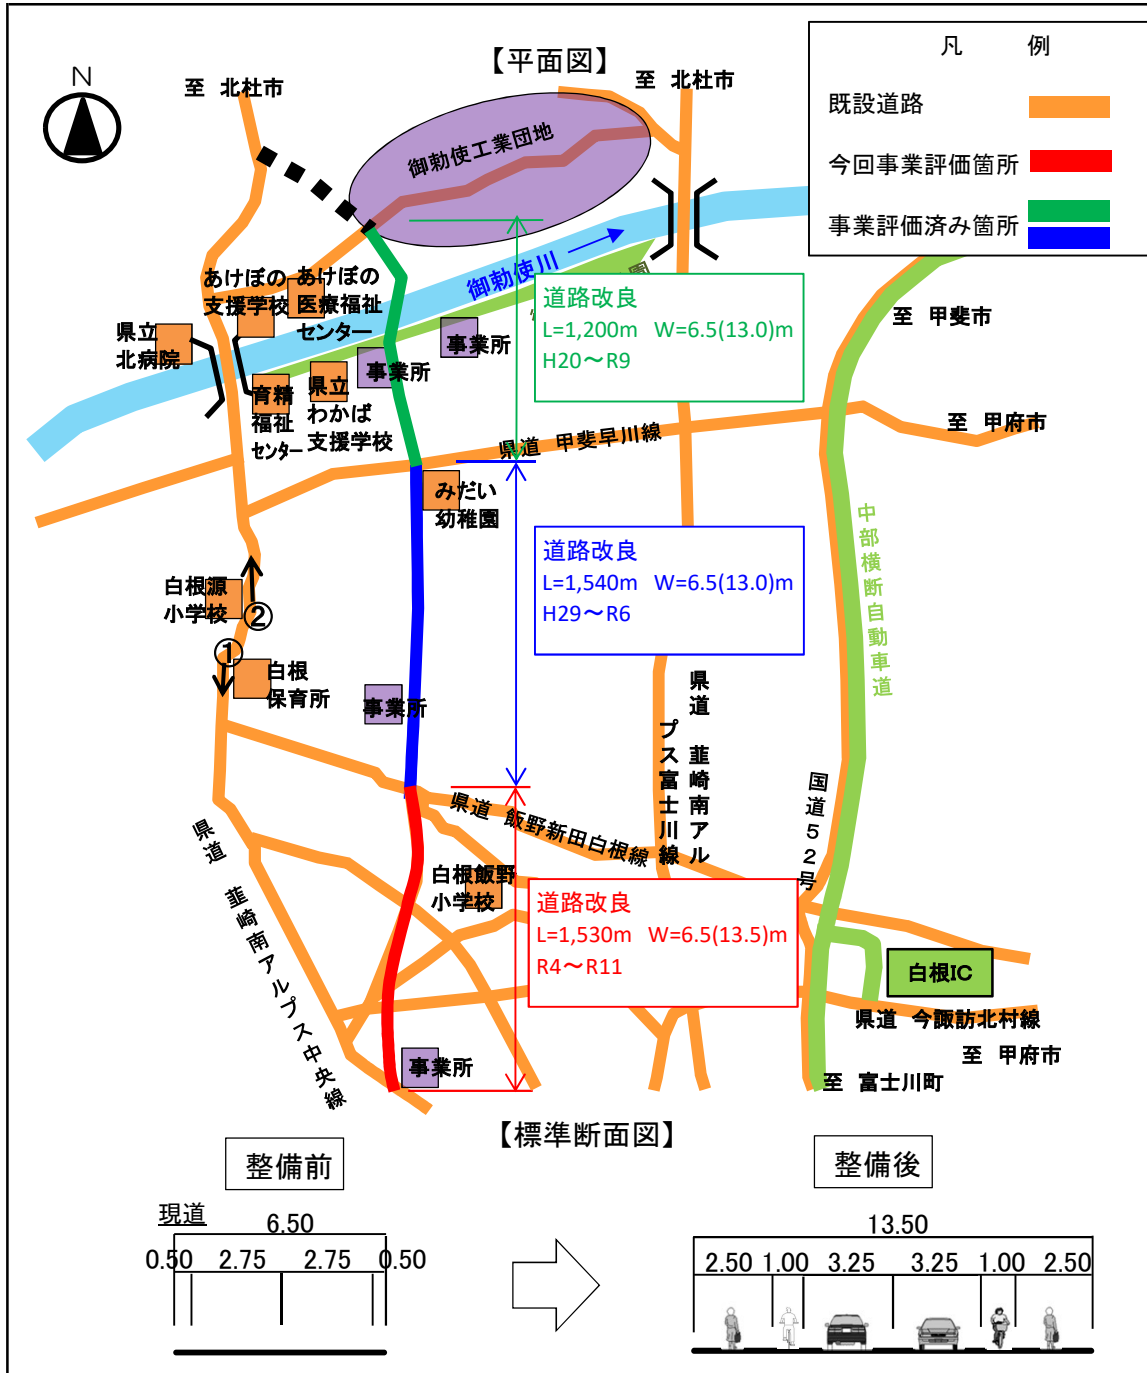 【平面図】
凡 例
既設道路
今回事業評価箇所
事業評価済み箇所
N
至 北杜市
至 北杜市
御勅使工業団地
御勅使川
園
あけぼの
支援学校
あけぼの
医療福祉
センター
県立
北病院
育精
福祉
センター
県立
わかば
支援学校
事業所
事業所
道路改良
L=1,200m W=6.5(13.0)m
H20～R9
至 甲斐市
至 甲府市
県道 甲斐早川線
みだい
幼稚園
道路改良
L=1,540m W=6.5(13.0)m
H29～R6
中部横断自動車道
白根源
小学校
②
①
白根
保育所
事業所
県道 韮崎南アル
プス富士川線
国道52号
県道 飯野新田白根線
県道 韮崎南アルプス中央線
白根飯野
小学校
道路改良
L=1,530m W=6.5(13.5)m
R4～R11
白根IC
県道 今諏訪北村線
至 甲府市
事業所
至 富士川町
【標準断面図】
整備前
整備後
現道
6.50
0.50 2.75 2.75 0.50
13.50
2.50 1.00 3.25 3.25 1.00 2.50